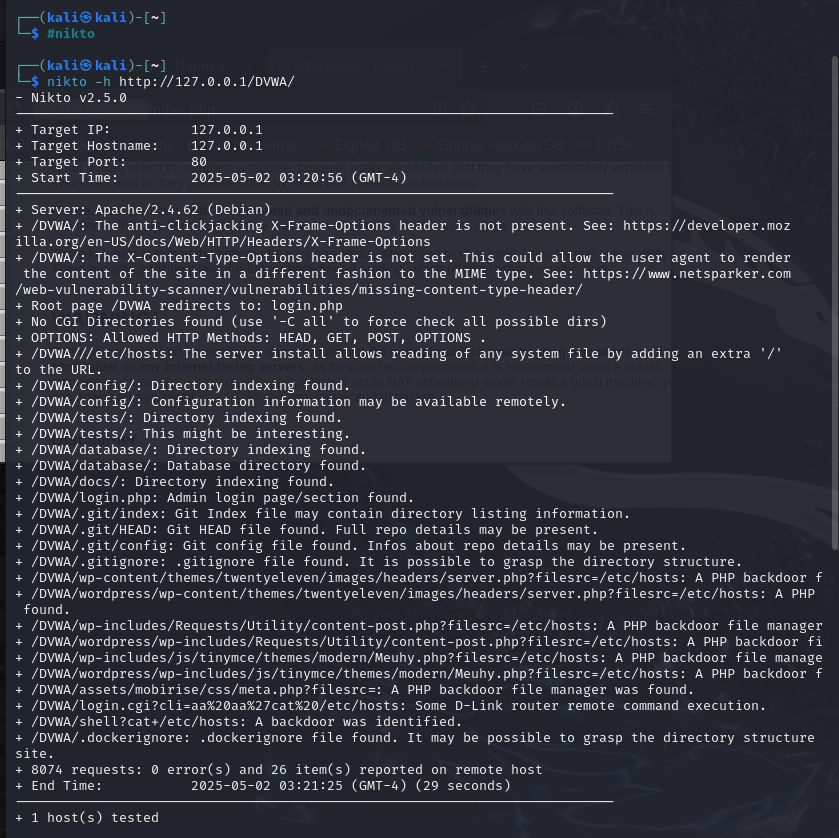 ┌──(kali㉿kali)-[~]
└─$ #nikto
┌──(kali㉿kali)-[~]
└─$ nikto -h http://127.0.0.1/DVWA/
- Nikto v2.5.0
---------------------------------------------------------------------------
+ Target IP:          127.0.0.1
+ Target Hostname:    127.0.0.1
+ Target Port:        80
+ Start Time:         2025-05-02 03:20:56 (GMT-4)
---------------------------------------------------------------------------
+ Server: Apache/2.4.62 (Debian)
+ /DVWA/: The anti-clickjacking X-Frame-Options header is not present. See: https://developer.moz
illa.org/en-US/docs/Web/HTTP/Headers/X-Frame-Options
+ /DVWA/: The X-Content-Type-Options header is not set. This could allow the user agent to render
 the content of the site in a different fashion to the MIME type. See: https://www.netsparker.com
/web-vulnerability-scanner/vulnerabilities/missing-content-type-header/
+ Root page /DVWA redirects to: login.php
+ No CGI Directories found (use '-C all' to force check all possible dirs)
+ OPTIONS: Allowed HTTP Methods: HEAD, GET, POST, OPTIONS .
+ /DVWA///etc/hosts: The server install allows reading of any system file by adding an extra '/'
to the URL.
+ /DVWA/config/: Directory indexing found.
+ /DVWA/config/: Configuration information may be available remotely.
+ /DVWA/tests/: Directory indexing found.
+ /DVWA/tests/: This might be interesting.
+ /DVWA/database/: Directory indexing found.
+ /DVWA/database/: Database directory found.
+ /DVWA/docs/: Directory indexing found.
+ /DVWA/login.php: Admin login page/section found.
+ /DVWA/.git/index: Git Index file may contain directory listing information.
+ /DVWA/.git/HEAD: Git HEAD file found. Full repo details may be present.
+ /DVWA/.git/config: Git config file found. Infos about repo details may be present.
+ /DVWA/.gitignore: .gitignore file found. It is possible to grasp the directory structure.
+ /DVWA/wp-content/themes/twentyeleven/images/headers/server.php?filesrc=/etc/hosts: A PHP backdoor f
+ /DVWA/wordpress/wp-content/themes/twentyeleven/images/headers/server.php?filesrc=/etc/hosts: A PHP
 found.
+ /DVWA/wp-includes/Requests/Utility/content-post.php?filesrc=/etc/hosts: A PHP backdoor file manager
+ /DVWA/wordpress/wp-includes/Requests/Utility/content-post.php?filesrc=/etc/hosts: A PHP backdoor fi
+ /DVWA/wp-includes/js/tinymce/themes/modern/Meuhy.php?filesrc=/etc/hosts: A PHP backdoor file manage
+ /DVWA/wordpress/wp-includes/js/tinymce/themes/modern/Meuhy.php?filesrc=/etc/hosts: A PHP backdoor f
+ /DVWA/assets/mobirise/css/meta.php?filesrc=: A PHP backdoor file manager was found.
+ /DVWA/login.cgi?cli=aa%20aa%27cat%20/etc/hosts: Some D-Link router remote command execution.
+ /DVWA/shell?cat+/etc/hosts: A backdoor was identified.
+ /DVWA/.dockerignore: .dockerignore file found. It may be possible to grasp the directory structure
site.
+ 8074 requests: 0 error(s) and 26 item(s) reported on remote host
+ End Time:           2025-05-02 03:21:25 (GMT-4) (29 seconds)
---------------------------------------------------------------------------
+ 1 host(s) tested